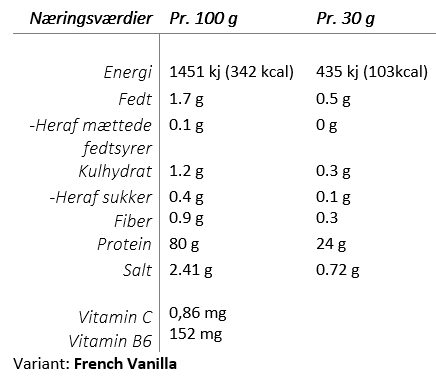 Næringsværdier Pr. 100 g Pr. 30 g
Energi 1451 kj (342 kcal) 435 kj (103kcal)
Fedt 1.7 g 0.5 g
-Heraf mættede 0.1 g 0 g
fedtsyrer
Kulhydrat 1.2 g 0.3 g
-Heraf sukker 0.4 g 0.1 g
Fiber 0.9 g 0.3
Protein 80 g 24 g
Salt 2.41 g 0.72 g
Vitamin C 0,86 mg
Vitamin B6 152 mg
Variant: French Vanilla